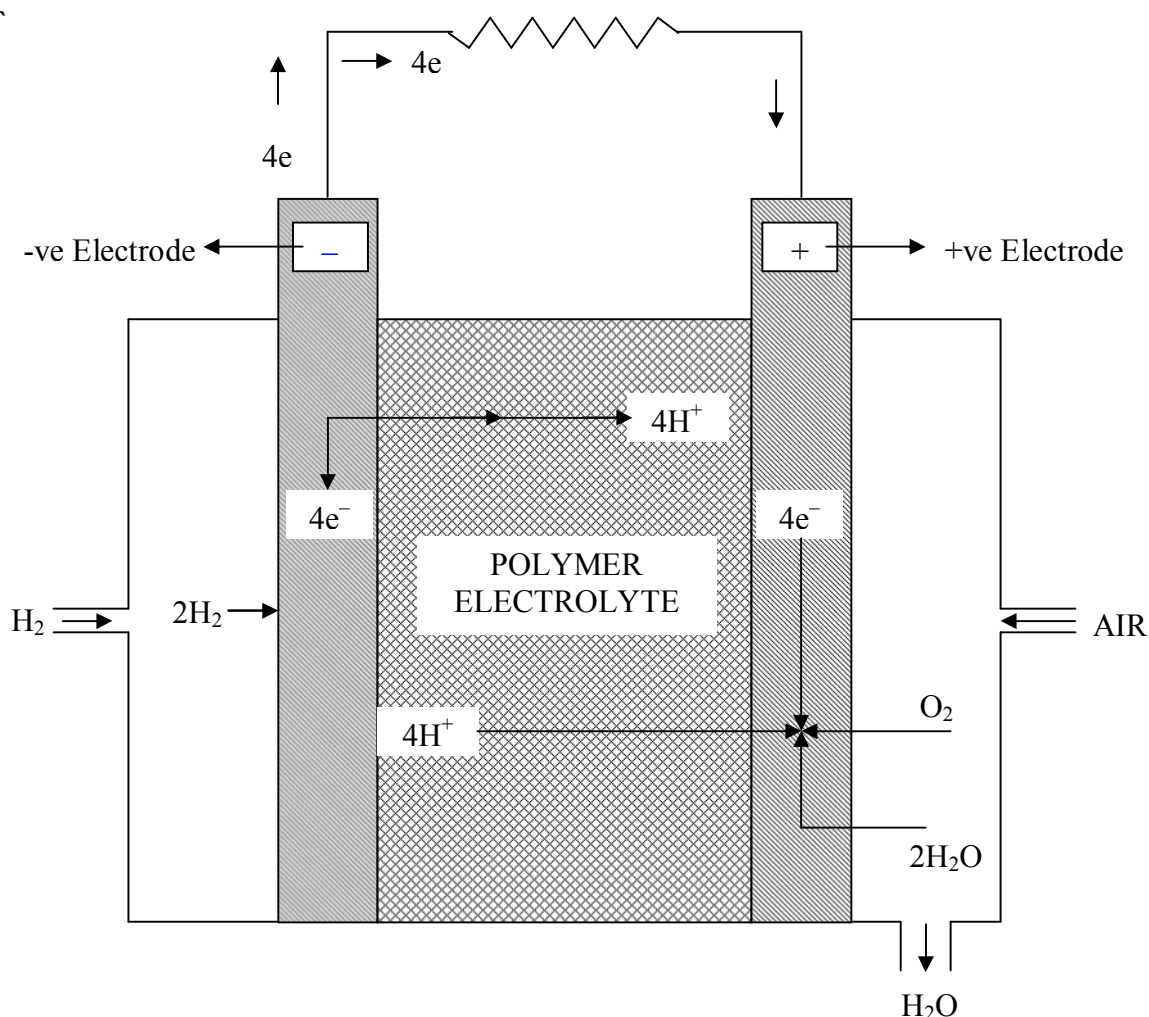 4e
4e
-ve Electrode
–
+
+ve Electrode
4H⁺
4e⁻
4e⁻
POLYMER
ELECTROLYTE
H₂
2H₂
AIR
O₂
4H⁺
2H₂O
H₂O